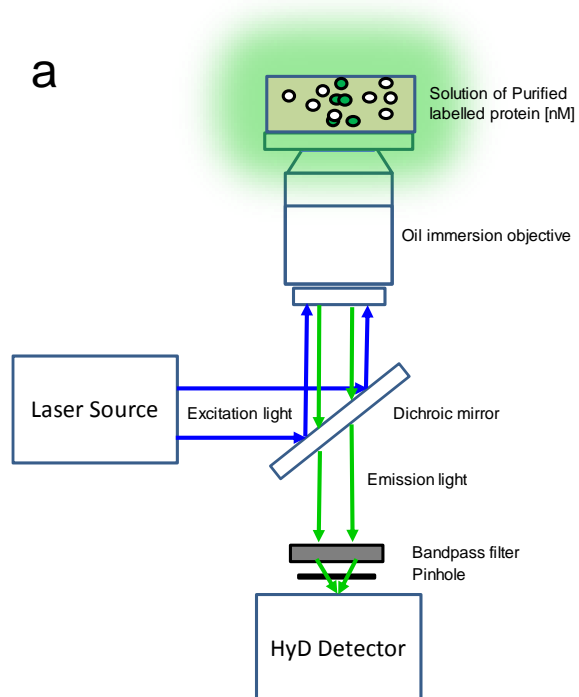 a
Solution of Purified
labelled protein [nM]
Oil immersion objective
Laser Source
Excitation light
Dichroic mirror
Emission light
Bandpass filter
Pinhole
HyD Detector